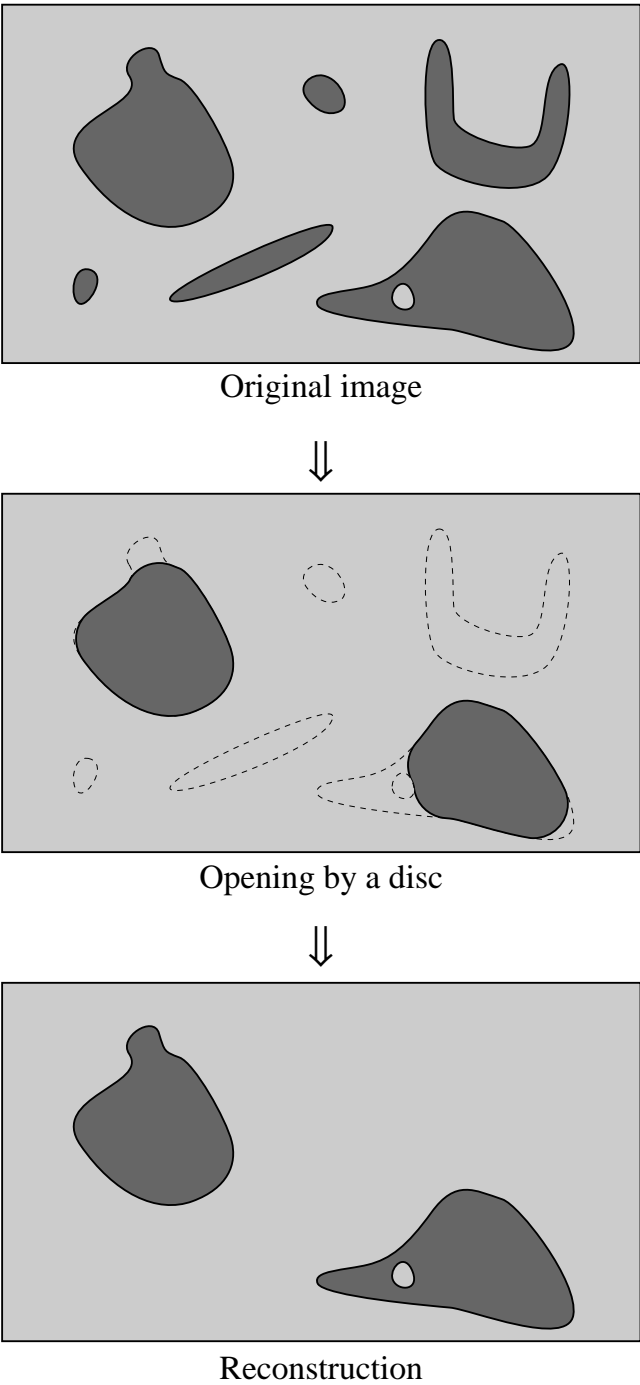 Original image
⇓
Opening by a disc
⇓
Reconstruction